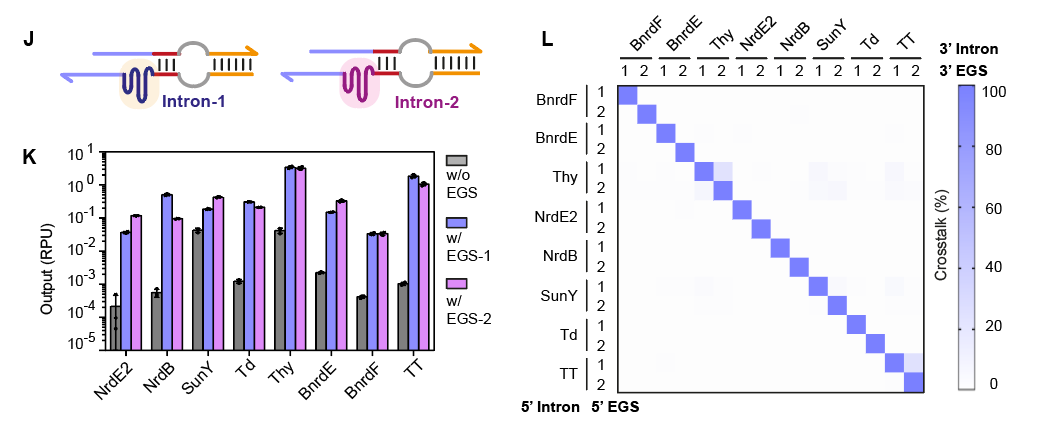 J
Intron-1
Intron-2
K
Output (RPU)
10^1
10^0
10^-1
10^-2
10^-3
10^-4
10^-5
NrdE2
NrdB
SunY
Td
Thy
BnrdE
BnrdF
TT
w/o
EGS
w/
EGS-1
w/
EGS-2
L
BnrdF BnrdE Thy NrdE2 NrdB SunY Td TT
3’ Intron
1 2 1 2 1 2 1 2 1 2 1 2 1 2 1 2
3’ EGS
BnrdF 1
2
BnrdE 1
2
Thy 1
2
NrdE2 1
2
NrdB 1
2
SunY 1
2
Td 1
2
TT 1
2
5’ Intron 5’ EGS
100
80
60
40
20
0
Crosstalk (%)